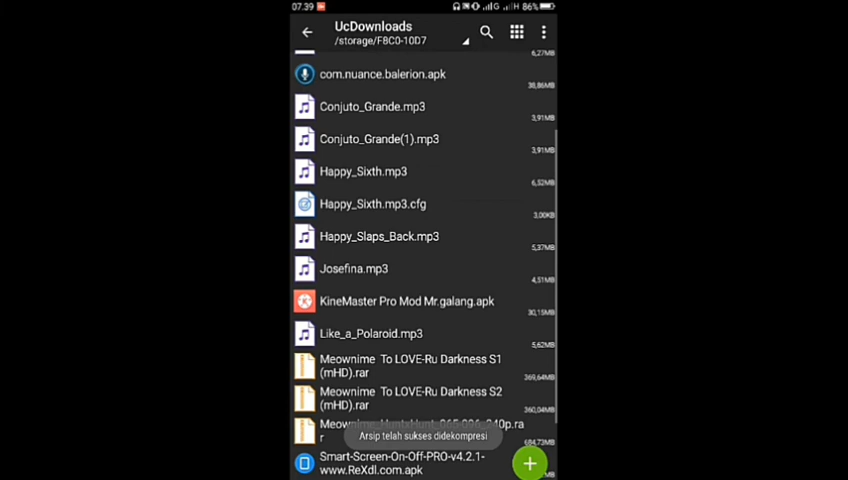 07.39
86%
UcDownloads
/storage/F8C0-10D7
6,27MB
com.nuance.balerion.apk
38,86MB
Conjuto_Grande.mp3
3,91MB
Conjuto_Grande(1).mp3
3,91MB
Happy_Sixth.mp3
6,52MB
Happy_Sixth.mp3.cfg
3,00KB
Happy_Slaps_Back.mp3
5,37MB
Josefina.mp3
4,51MB
KineMaster Pro Mod Mr.galang.apk
30,15MB
Like_a_Polaroid.mp3
5,62MB
Meownime To LOVE-Ru Darkness S1
(mHD).rar
369,64MB
Meownime To LOVE-Ru Darkness S2
(mHD).rar
360,04MB
Meownime_HuntxHunt_065-096_240p.ra
r
684,73MB
Arsip telah sukses didekompresi
Smart-Screen-On-Off-PRO-v4.2.1-
www.ReXdl.com.apk